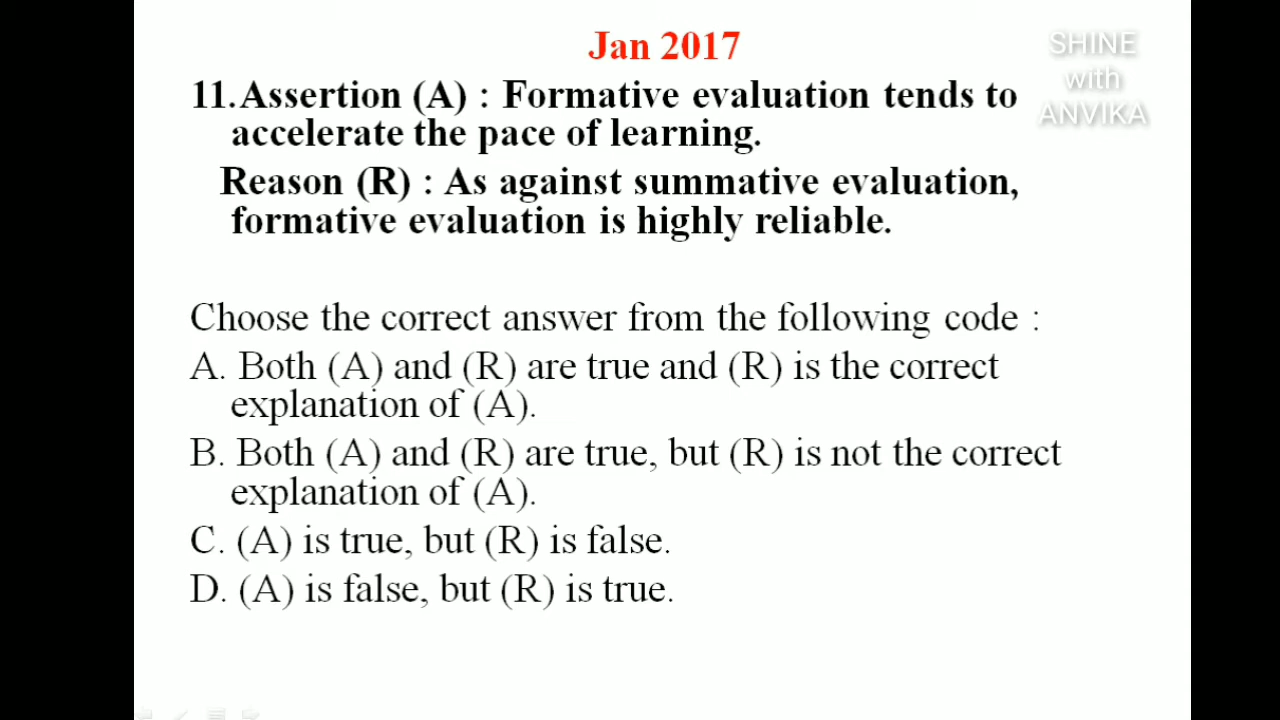 Jan 2017
SHINE
with
ANVIKA
11.Assertion (A) : Formative evaluation tends to
accelerate the pace of learning.
Reason (R) : As against summative evaluation,
formative evaluation is highly reliable.
Choose the correct answer from the following code :
A. Both (A) and (R) are true and (R) is the correct
explanation of (A).
B. Both (A) and (R) are true, but (R) is not the correct
explanation of (A).
C. (A) is true, but (R) is false.
D. (A) is false, but (R) is true.